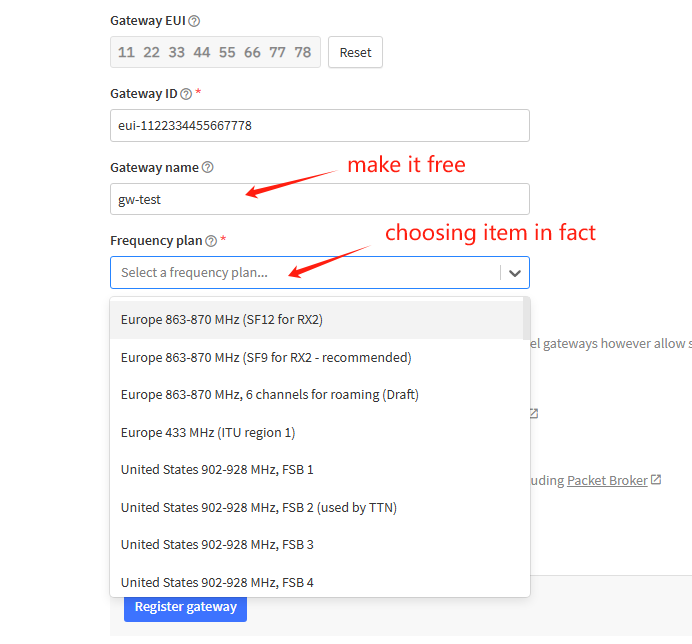 Gateway EUI
11 22 33 44 55 66 77 78
Reset
Gateway ID *
eui-1122334455667778
Gateway name
make it free
gw-test
Frequency plan *
choosing item in fact
Select a frequency plan...
Europe 863-870 MHz (SF12 for RX2)
el gateways however allow s
Europe 863-870 MHz (SF9 for RX2 - recommended)
Europe 863-870 MHz, 6 channels for roaming (Draft)
Europe 433 MHz (ITU region 1)
United States 902-928 MHz, FSB 1
uding Packet Broker
United States 902-928 MHz, FSB 2 (used by TTN)
United States 902-928 MHz, FSB 3
United States 902-928 MHz, FSB 4
Register gateway